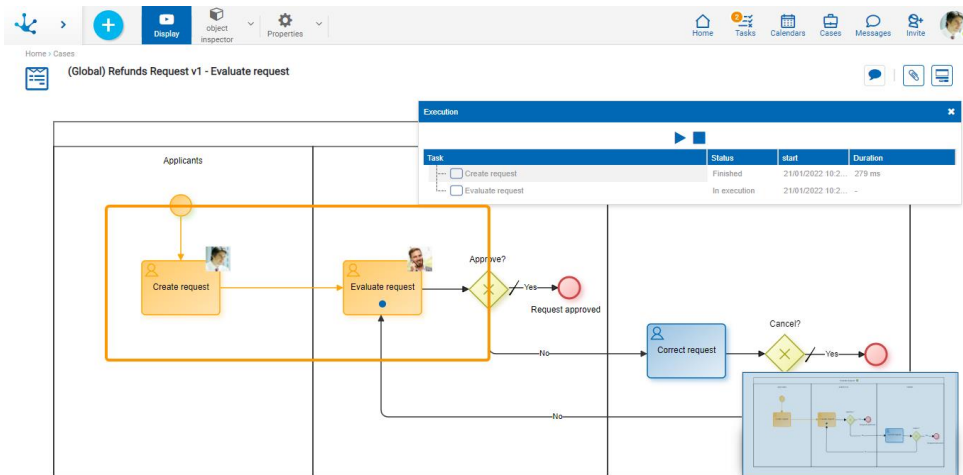 Display
object
inspector
Properties
Home
2
Tasks
Calendars
Cases
Messages
Invite
Home › Cases
(Global) Refunds Request v1 - Evaluate request
Execution
Task Status start Duration
Create request Finished 21/01/2022 10:2... 279 ms
Evaluate request In execution 21/01/2022 10:2... -
Applicants
Create request
Evaluate request
Approve?
Yes
Request approved
No
Correct request
Cancel?
Yes
No